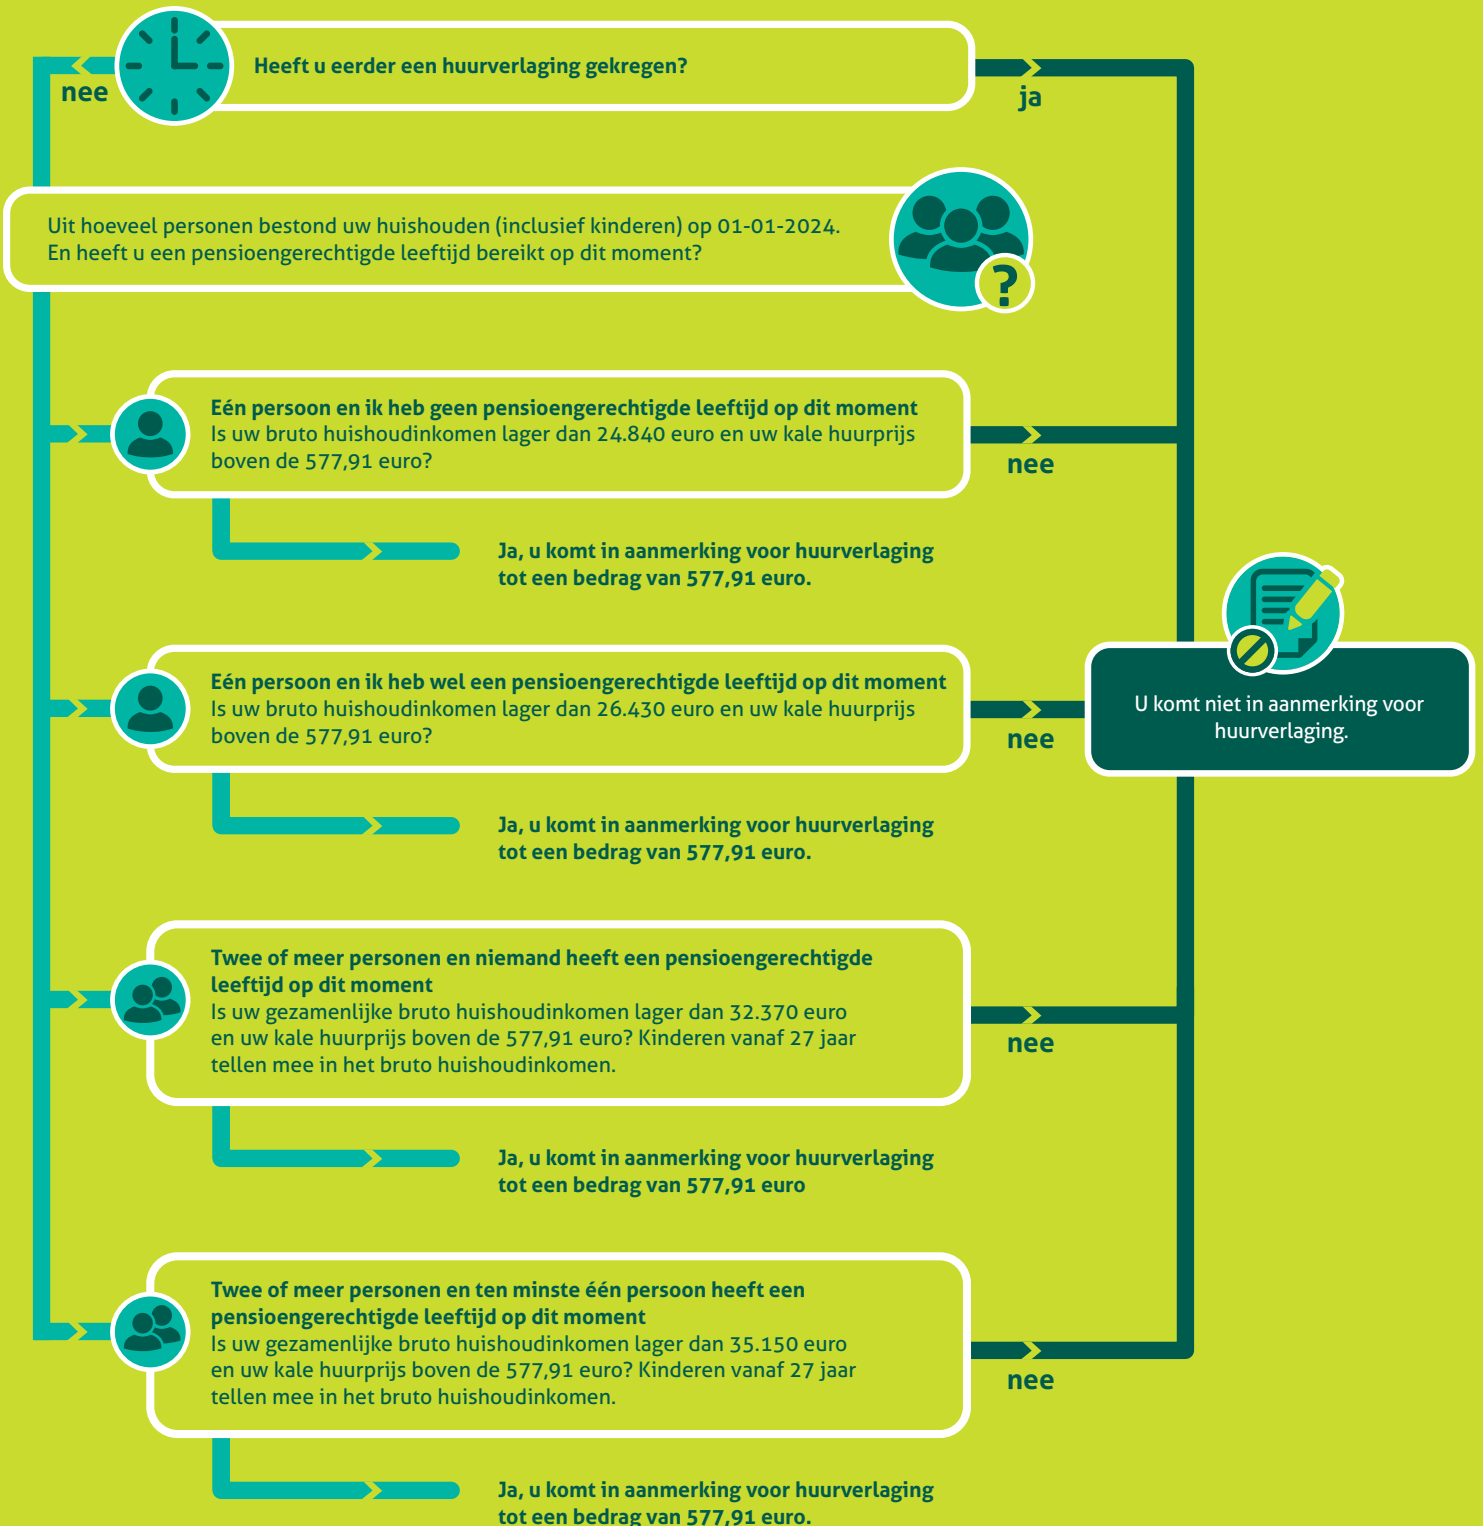 Heeft u eerder een huurverlaging gekregen?
nee
ja
Uit hoeveel personen bestond uw huishouden (inclusief kinderen) op 01-01-2024.
En heeft u een pensioengerechtigde leeftijd bereikt op dit moment?
?
Eén persoon en ik heb geen pensioengerechtigde leeftijd op dit moment
Is uw bruto huishoudinkomen lager dan 24.840 euro en uw kale huurprijs
boven de 577,91 euro?
nee
Ja, u komt in aanmerking voor huurverlaging
tot een bedrag van 577,91 euro.
Eén persoon en ik heb wel een pensioengerechtigde leeftijd op dit moment
Is uw bruto huishoudinkomen lager dan 26.430 euro en uw kale huurprijs
boven de 577,91 euro?
nee
U komt niet in aanmerking voor
huurverlaging.
Ja, u komt in aanmerking voor huurverlaging
tot een bedrag van 577,91 euro.
Twee of meer personen en niemand heeft een pensioengerechtigde
leeftijd op dit moment
Is uw gezamenlijke bruto huishoudinkomen lager dan 32.370 euro
en uw kale huurprijs boven de 577,91 euro? Kinderen vanaf 27 jaar
tellen mee in het bruto huishoudinkomen.
nee
Ja, u komt in aanmerking voor huurverlaging
tot een bedrag van 577,91 euro
Twee of meer personen en ten minste één persoon heeft een
pensioengerechtigde leeftijd op dit moment
Is uw gezamenlijke bruto huishoudinkomen lager dan 35.150 euro
en uw kale huurprijs boven de 577,91 euro? Kinderen vanaf 27 jaar
tellen mee in het bruto huishoudinkomen.
nee
Ja, u komt in aanmerking voor huurverlaging
tot een bedrag van 577,91 euro.